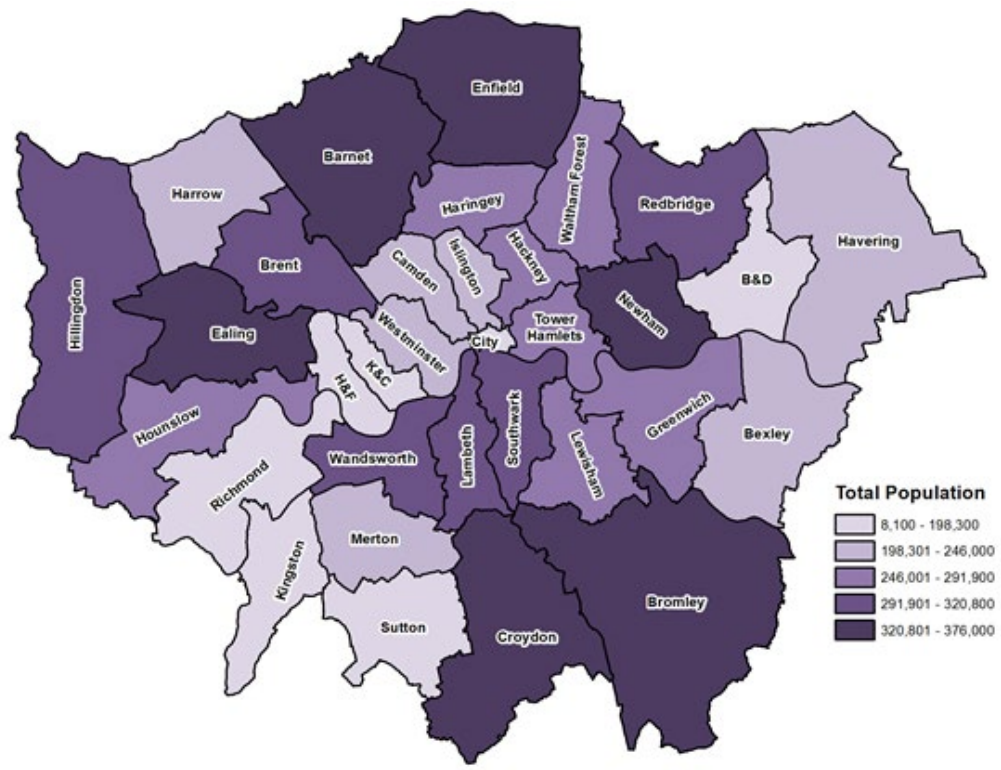 Enfield
Barnet
Harrow
Haringey
Waltham Forest
Redbridge
Havering
Brent
Camden
Islington
Hackney
B&D
Hillingdon
Ealing
Westminster
City
Tower
Hamlets
Newham
K&C
H&F
Hounslow
Greenwich
Southwark
Lambeth
Wandsworth
Lewisham
Bexley
Richmond
Merton
Kingston
Sutton
Croydon
Bromley
Total Population
8,100 - 198,300
198,301 - 246,000
246,001 - 291,900
291,901 - 320,800
320,801 - 376,000